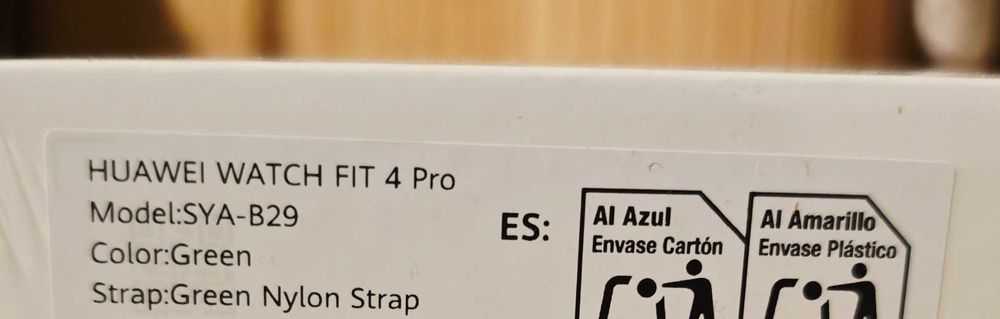 HUAWEI WATCH FIT 4 Pro
Model:SYA-B29
Color:Green
Strap:Green Nylon Strap
ES:
Al Azul
Envase Cartón
Al Amarillo
Envase Plástico